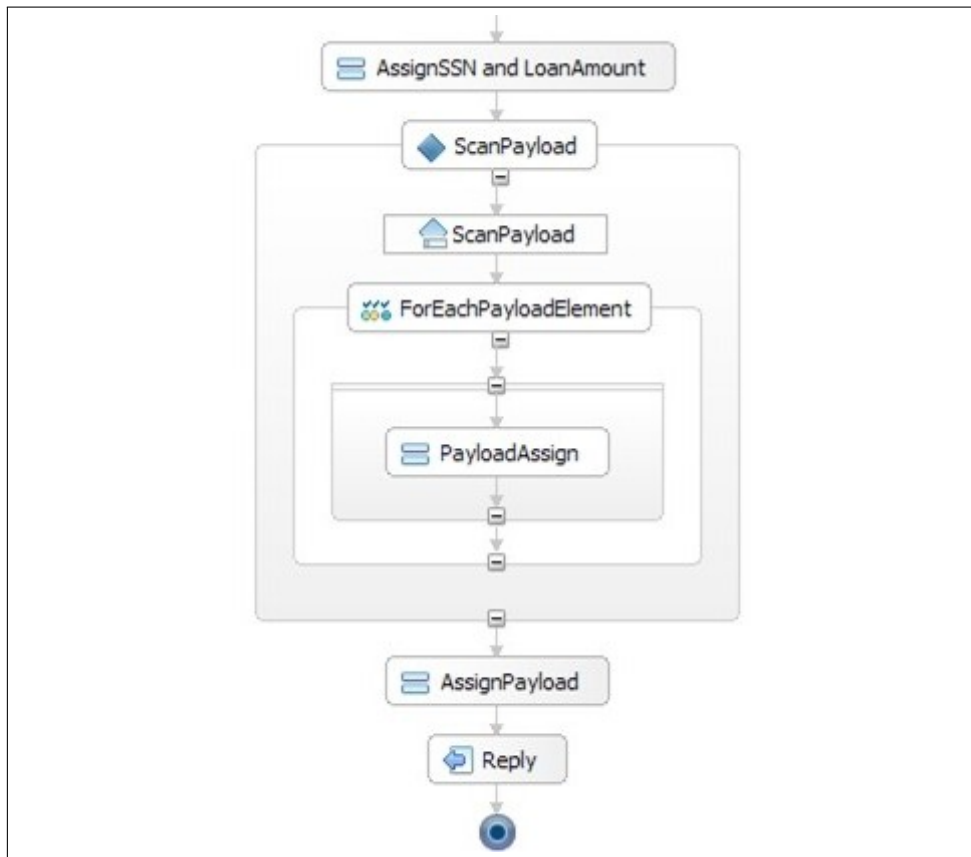 AssignSSN and LoanAmount
ScanPayload
ScanPayload
ForEachPayloadElement
PayloadAssign
AssignPayload
Reply